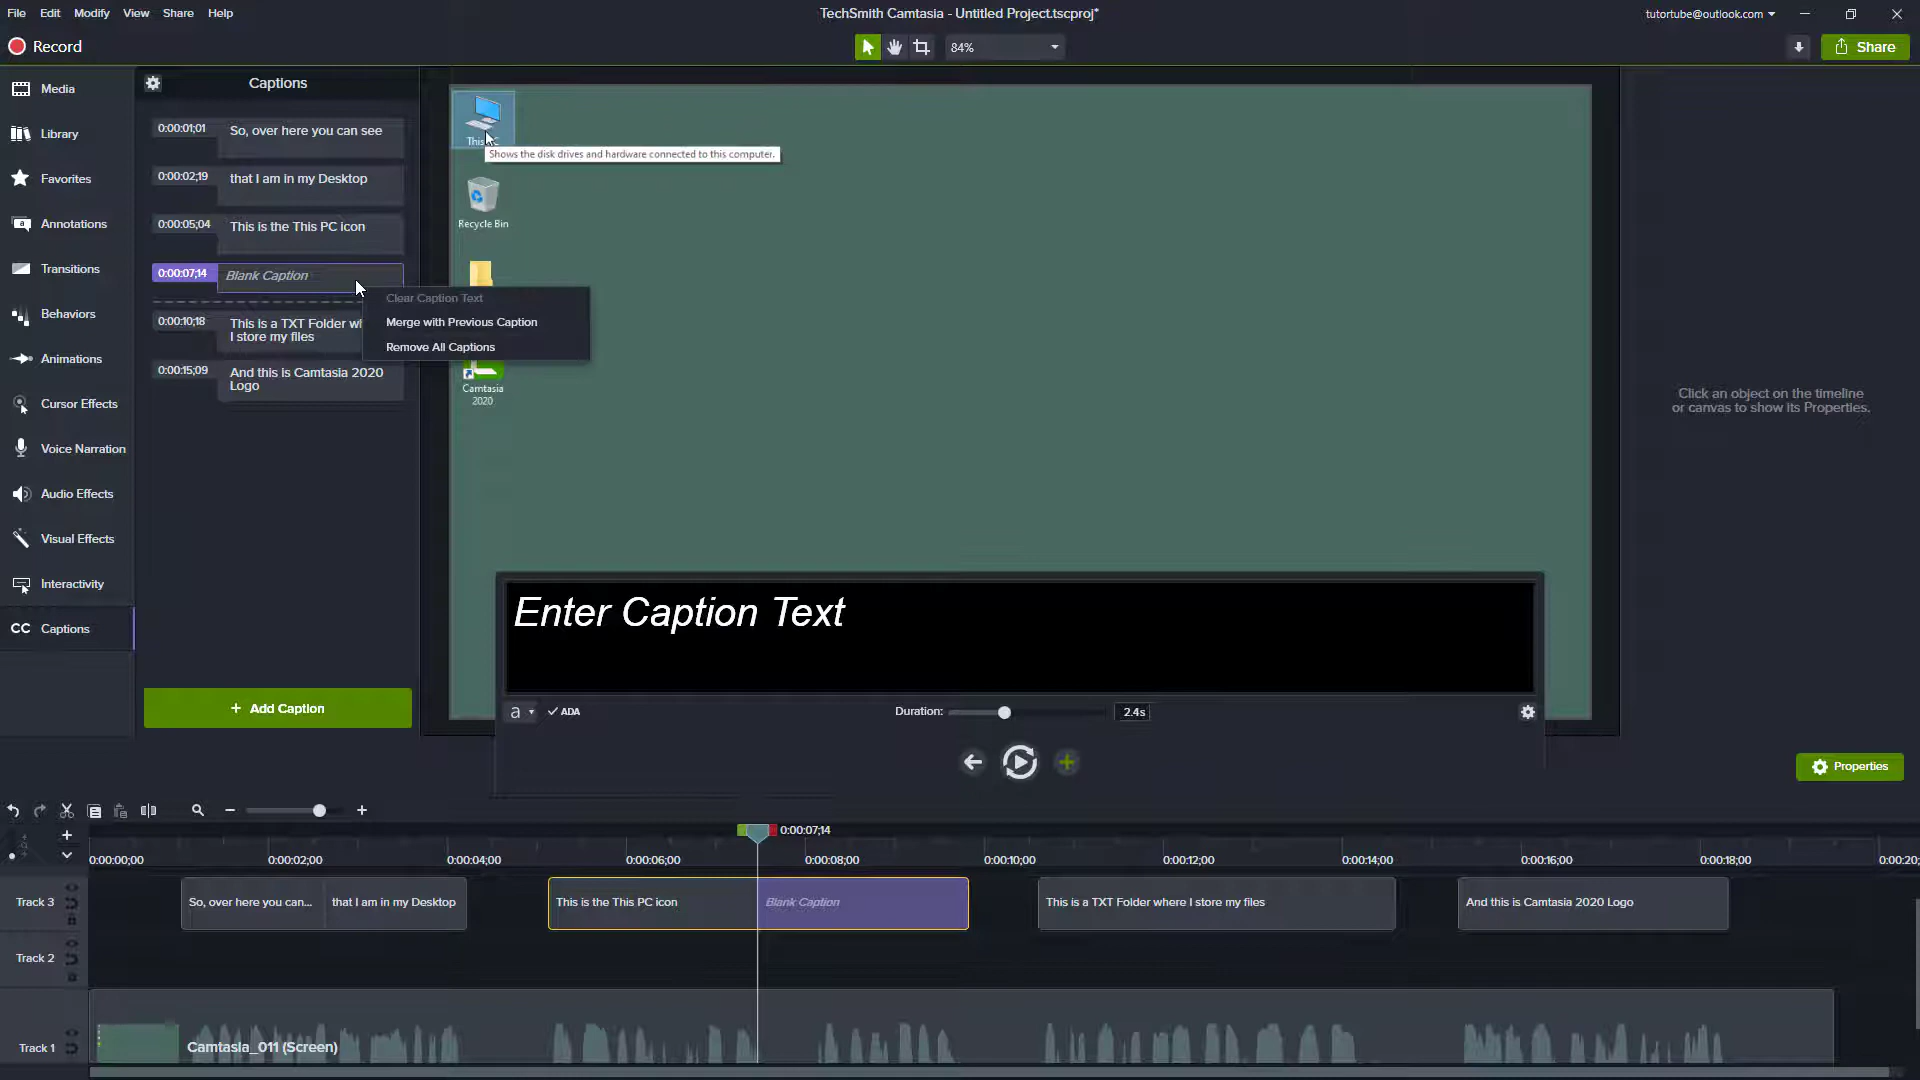 File Edit Modify View Share Help
TechSmith Camtasia - Untitled Project.tscproj*
tutortube@outlook.com
Record
84%
Share
Media
Library
Favorites
Annotations
Transitions
Behaviors
Animations
Cursor Effects
Voice Narration
Audio Effects
Visual Effects
Interactivity
CC Captions
Captions
0:00:01;01 So, over here you can see
0:00:02;19 that I am in my Desktop
0:00:05;04 This is the This PC icon
0:00:07;14 Blank Caption
0:00:10;18 This is a TXT Folder wh
I store my files
0:00:15;09 And this is Camtasia 2020
Logo
Clear Caption Text
Merge with Previous Caption
Remove All Captions
+ Add Caption
Shows the disk drives and hardware connected to this computer.
Recycle Bin
Camtasia
2020
Enter Caption Text
a ADA
Duration: 2.4s
Click an object on the timeline
or canvas to show its Properties.
Properties
0:00:07;14
0:00:00;00 0:00:02;00 0:00:04;00 0:00:06;00 0:00:08;00 0:00:10;00 0:00:12;00 0:00:14;00 0:00:16;00 0:00:18;00 0:00:20;
Track 3 So, over here you can... that I am in my Desktop This is the This PC icon Blank Caption This is a TXT Folder where I store my files And this is Camtasia 2020 Logo
Track 2
Track 1 Camtasia_011 (Screen)